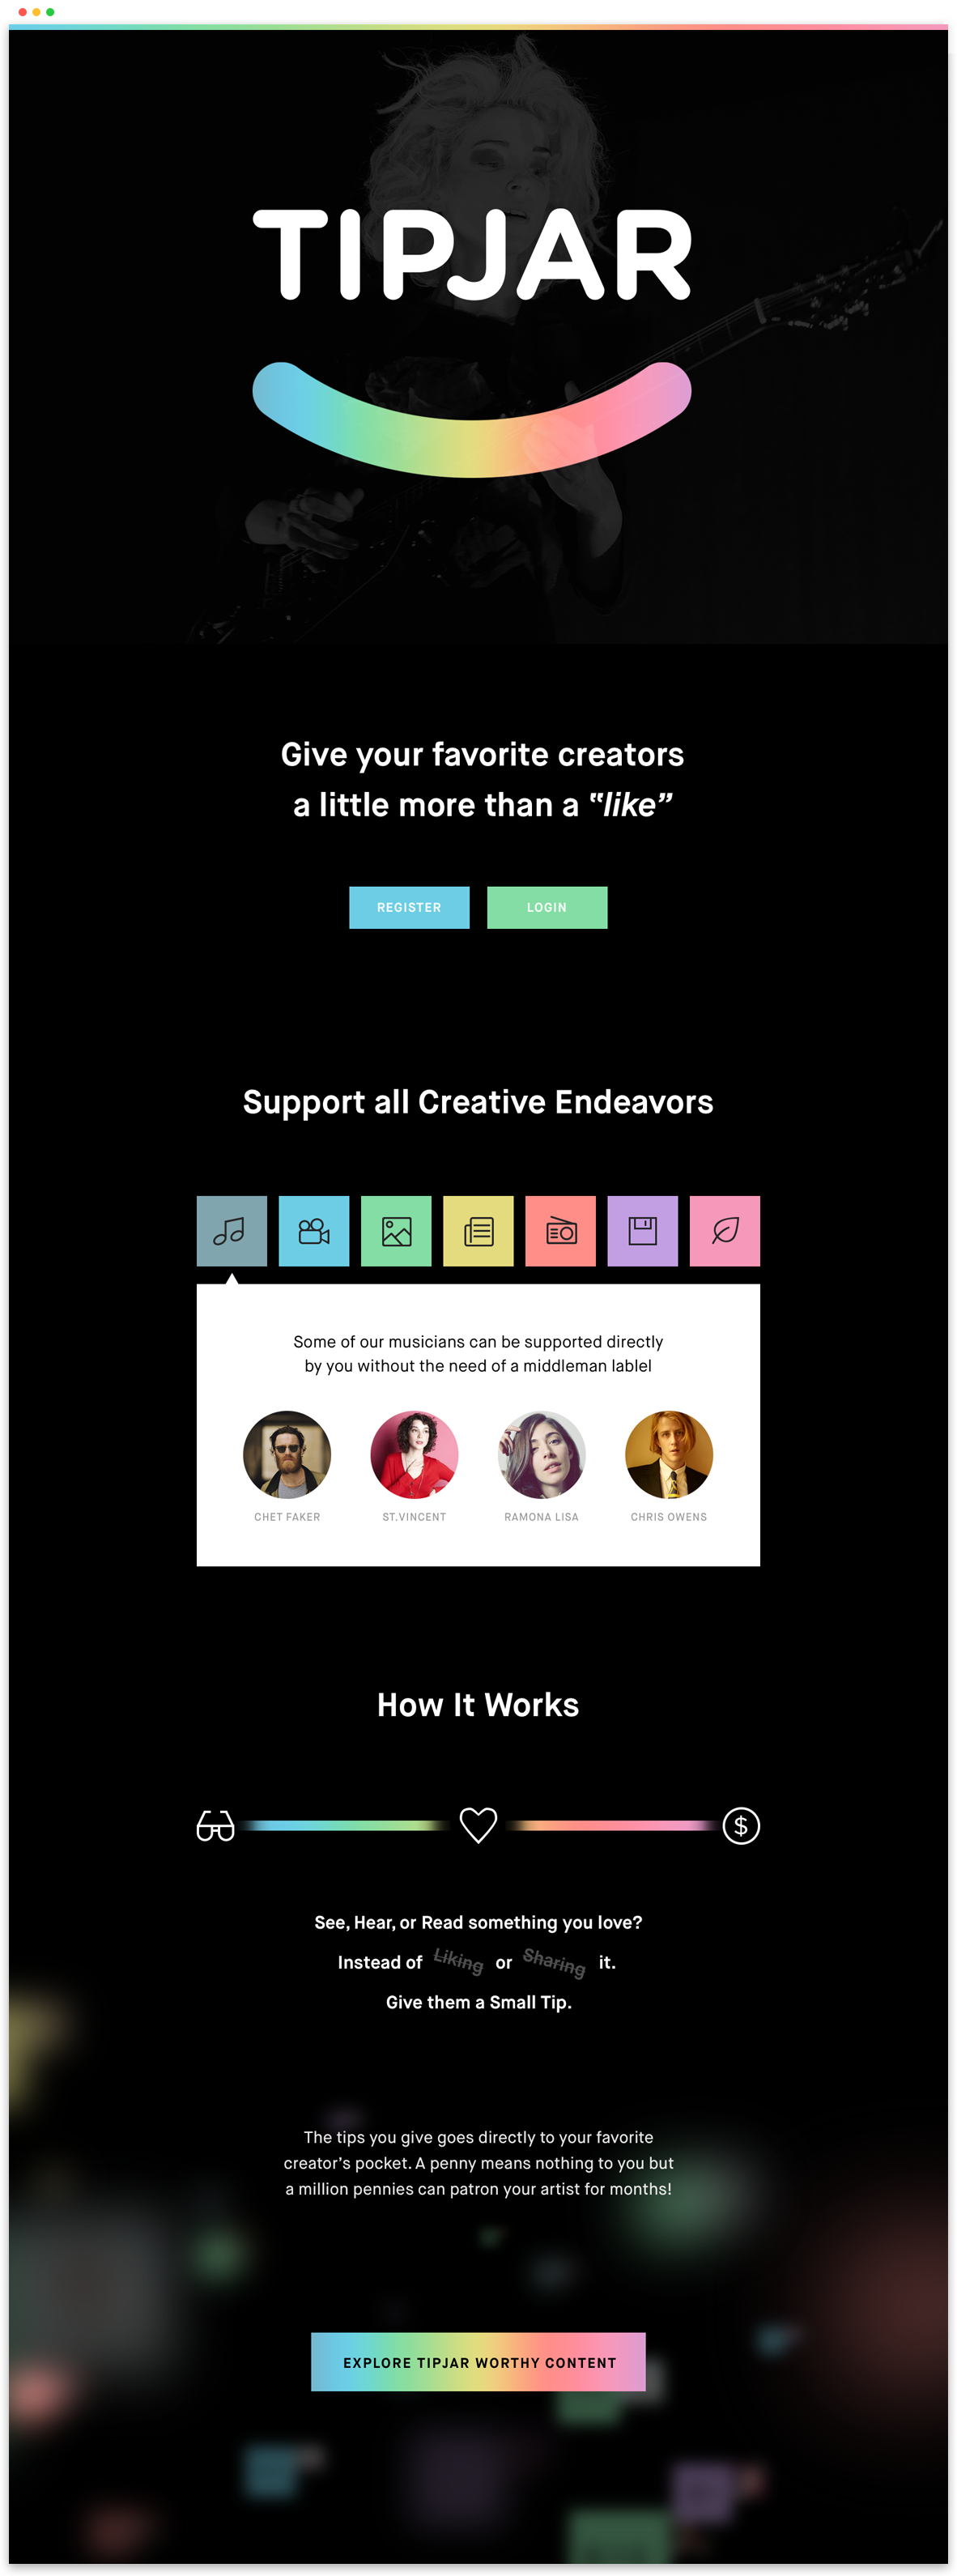 TIPJAR
Give your favorite creators
a little more than a “like”
REGISTER
LOGIN
Support all Creative Endeavors
Some of our musicians can be supported directly
by you without the need of a middleman lablel
CHET FAKER
ST.VINCENT
RAMONA LISA
CHRIS OWENS
How It Works
$
See, Hear, or Read something you love?
Instead of Liking or Sharing it.
Give them a Small Tip.
The tips you give goes directly to your favorite
creator’s pocket. A penny means nothing to you but
a million pennies can patron your artist for months!
EXPLORE TIPJAR WORTHY CONTENT